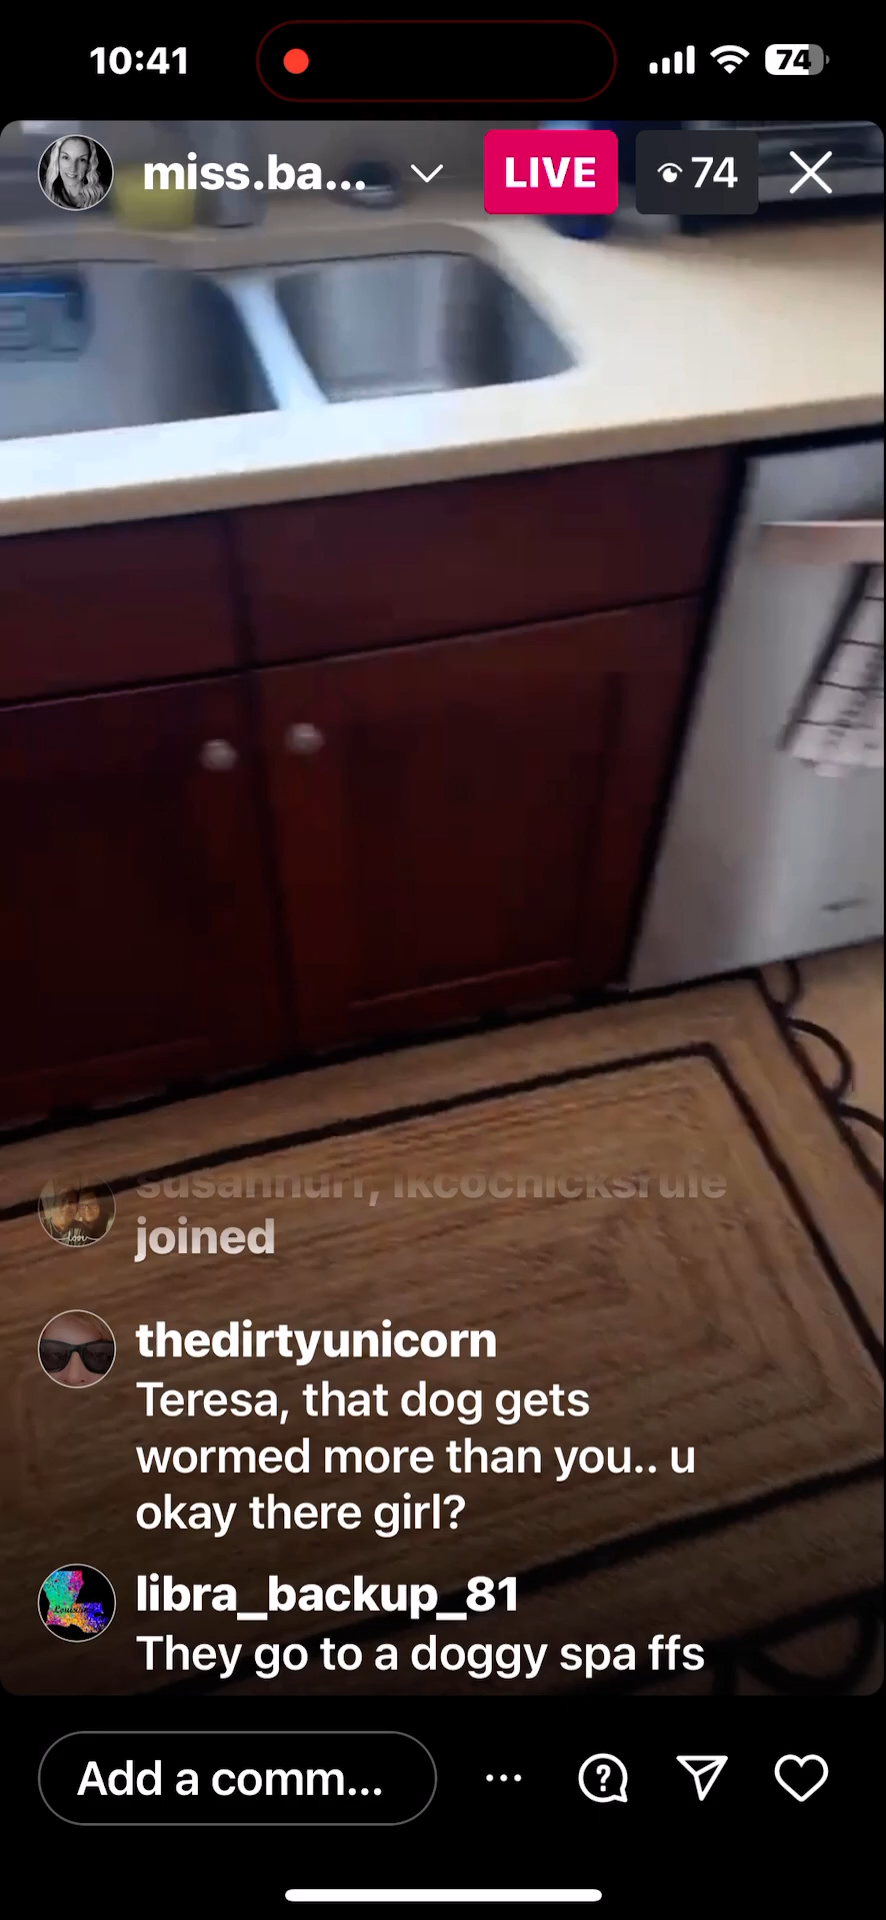 10:41
74
miss.ba...
LIVE
74
joined
thedirtyunicorn
Teresa, that dog gets
wormed more than you.. u
okay there girl?
libra_backup_81
They go to a doggy spa ffs
Add a comm...